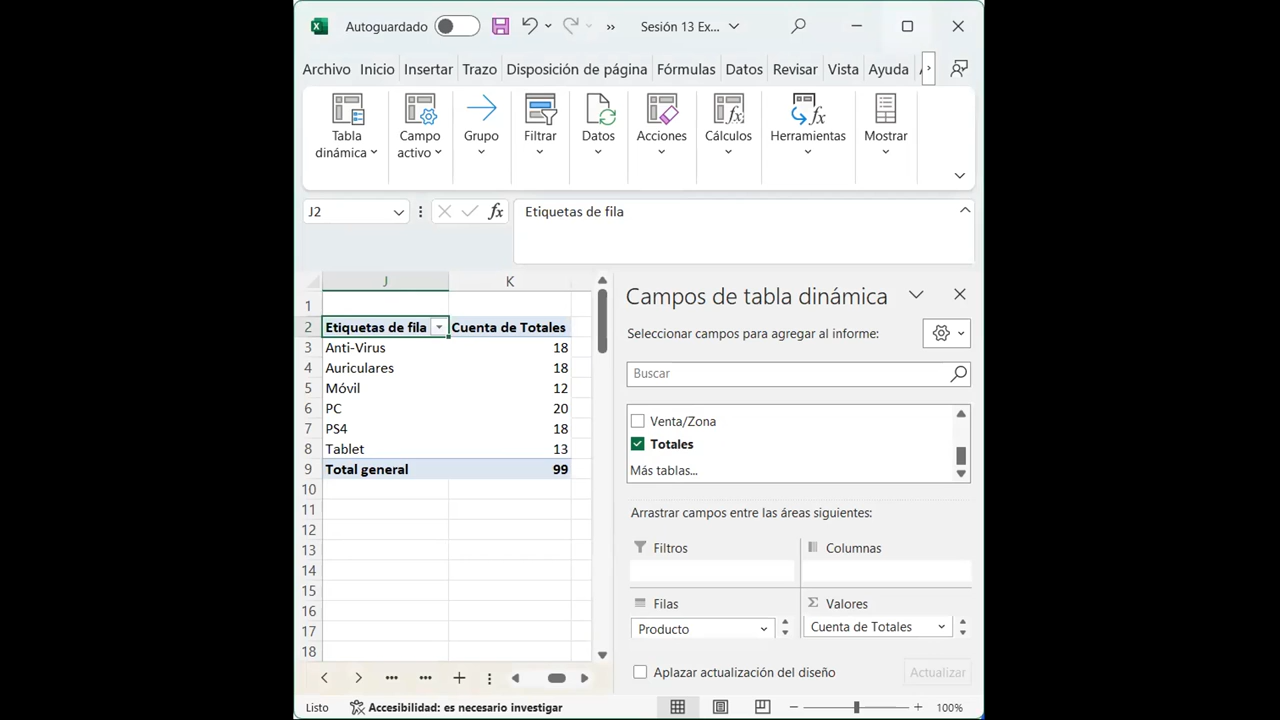 Autoguardado
Sesión 13 Ex...
Archivo Inicio Insertar Trazo Disposición de página Fórmulas Datos Revisar Vista Ayuda
Tabla dinámica
Campo activo
Grupo
Filtrar
Datos
Acciones
Cálculos
Herramientas
Mostrar
J2
fx
Etiquetas de fila
J K
1
2 Etiquetas de fila Cuenta de Totales
3 Anti-Virus 18
4 Auriculares 18
5 Móvil 12
6 PC 20
7 PS4 18
8 Tablet 13
9 Total general 99
10
11
12
13
14
15
16
17
18
Campos de tabla dinámica
Seleccionar campos para agregar al informe:
Buscar
Venta/Zona
Totales
Más tablas...
Arrastrar campos entre las áreas siguientes:
Filtros
Columnas
Filas
Valores
Producto
Cuenta de Totales
Aplazar actualización del diseño
Actualizar
Listo
Accesibilidad: es necesario investigar
100%